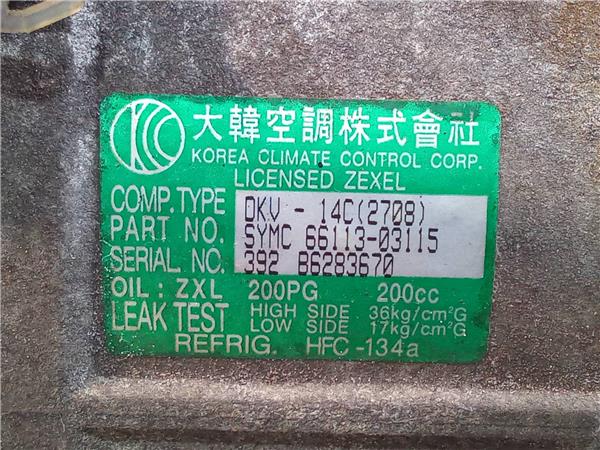 KCC 大韓空調株式會社
KOREA CLIMATE CONTROL CORP.
LICENSED ZEXEL
COMP. TYPE DKV - 14C(2708)
PART NO. SYMC 66113-03115
SERIAL NO. 392 86283670
OIL : ZXL 200PG 200cc
LEAK TEST HIGH SIDE 36kg/cm²G
LOW SIDE 17kg/cm²G
REFRIG. HFC-134a